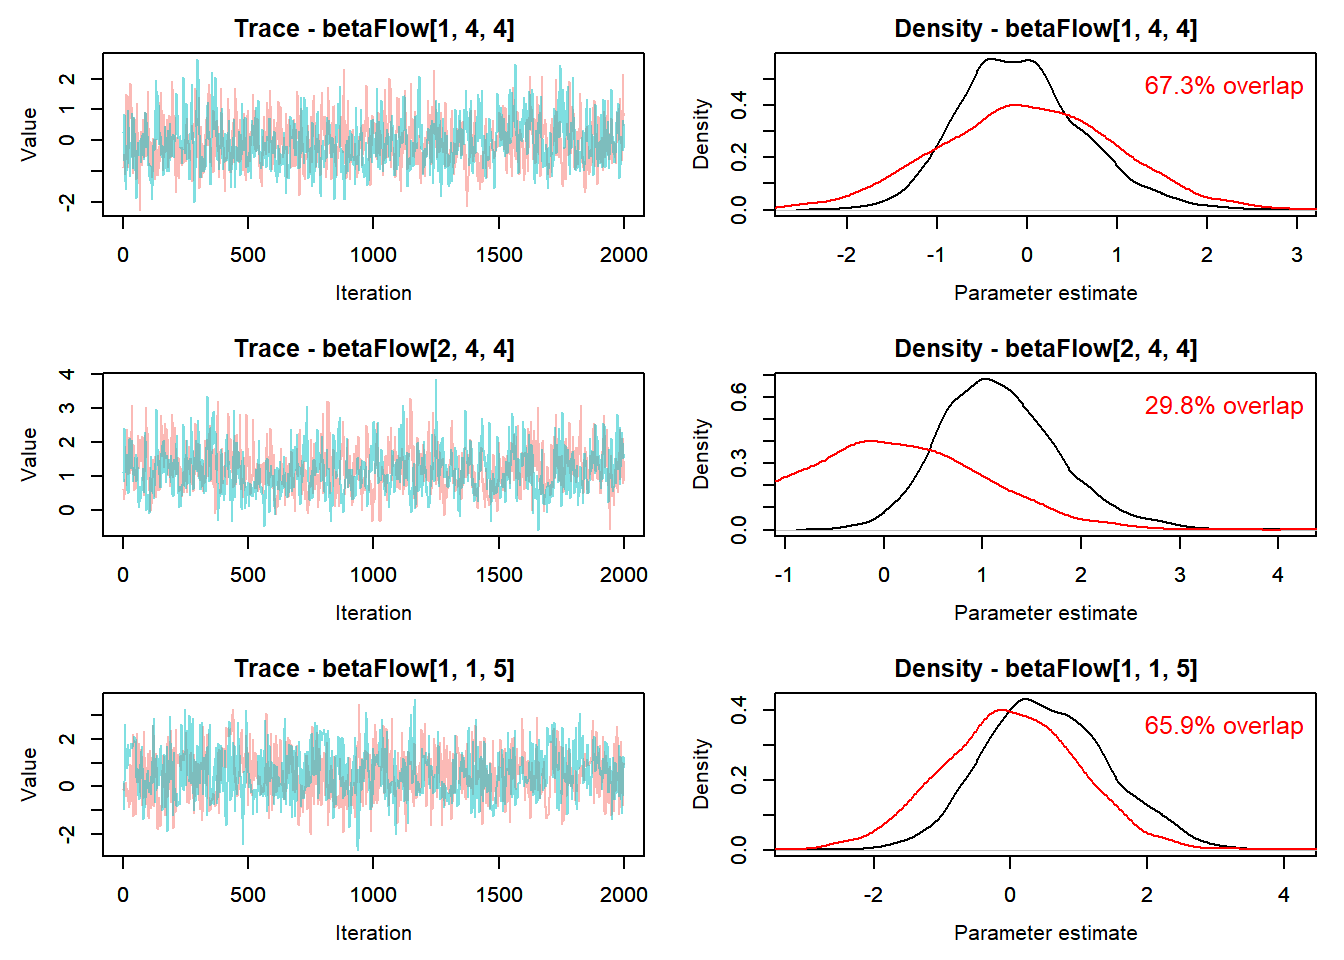 Trace - betaFlow[1, 4, 4]
Value
2
1
0
-2
0 500 1000 1500 2000
Iteration
Density - betaFlow[1, 4, 4]
67.3% overlap
Density
0.4
0.2
0.0
-2 -1 0 1 2 3
Parameter estimate
Trace - betaFlow[2, 4, 4]
Value
4
3
2
1
0
0 500 1000 1500 2000
Iteration
Density - betaFlow[2, 4, 4]
29.8% overlap
Density
0.6
0.3
0.0
-1 0 1 2 3 4
Parameter estimate
Trace - betaFlow[1, 1, 5]
Value
2
0
-2
0 500 1000 1500 2000
Iteration
Density - betaFlow[1, 1, 5]
65.9% overlap
Density
0.4
0.2
0.0
-2 0 2 4
Parameter estimate